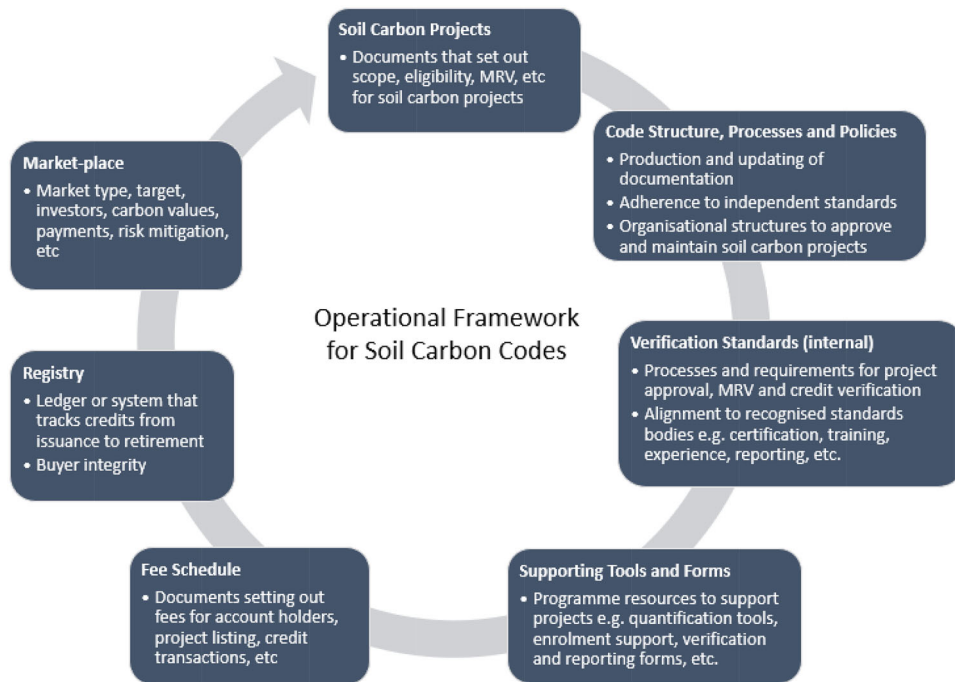 Soil Carbon Projects
• Documents that set out
scope, eligibility, MRV, etc
for soil carbon projects
Code Structure, Processes and Policies
• Production and updating of
documentation
• Adherence to independent standards
• Organisational structures to approve
and maintain soil carbon projects
Verification Standards (internal)
• Processes and requirements for project
approval, MRV and credit verification
• Alignment to recognised standards
bodies e.g. certification, training,
experience, reporting, etc.
Supporting Tools and Forms
• Programme resources to support
projects e.g. quantification tools,
enrolment support, verification
and reporting forms, etc.
Fee Schedule
• Documents setting out
fees for account holders,
project listing, credit
transactions, etc
Registry
• Ledger or system that
tracks credits from
issuance to retirement
• Buyer integrity
Market-place
• Market type, target,
investors, carbon values,
payments, risk mitigation,
etc
Operational Framework
for Soil Carbon Codes